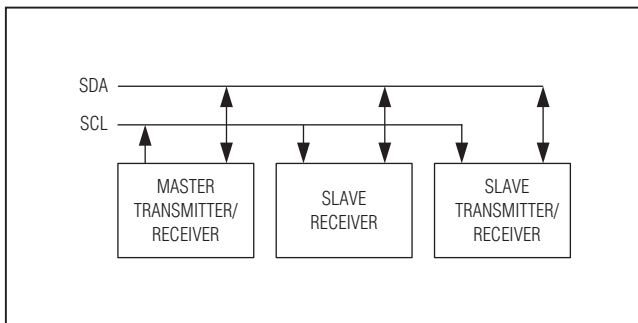 SDA
SCL
MASTER
TRANSMITTER/
RECEIVER
SLAVE
RECEIVER
SLAVE
TRANSMITTER/
RECEIVER